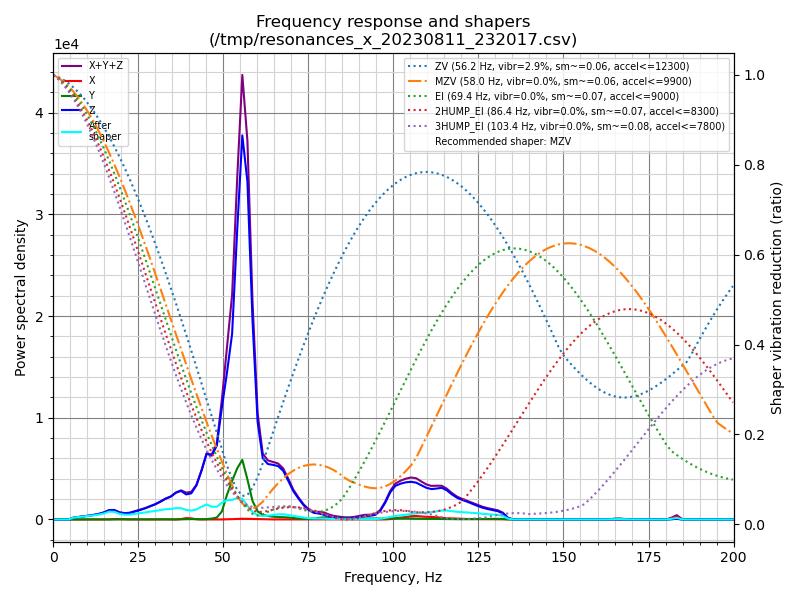 Frequency response and shapers
(/tmp/resonances_x_20230811_232017.csv)
1e4
X+Y+Z
X
Y
Z
After
shaper
ZV (56.2 Hz, vibr=2.9%, sm~=0.06, accel<=12300)
MZV (58.0 Hz, vibr=0.0%, sm~=0.06, accel<=9900)
EI (69.4 Hz, vibr=0.0%, sm~=0.07, accel<=9000)
2HUMP_EI (86.4 Hz, vibr=0.0%, sm~=0.07, accel<=8300)
3HUMP_EI (103.4 Hz, vibr=0.0%, sm~=0.08, accel<=7800)
Recommended shaper: MZV
Power spectral density
4
3
2
1
0
Shaper vibration reduction (ratio)
1.0
0.8
0.6
0.4
0.2
0.0
0 25 50 75 100 125 150 175 200
Frequency, Hz